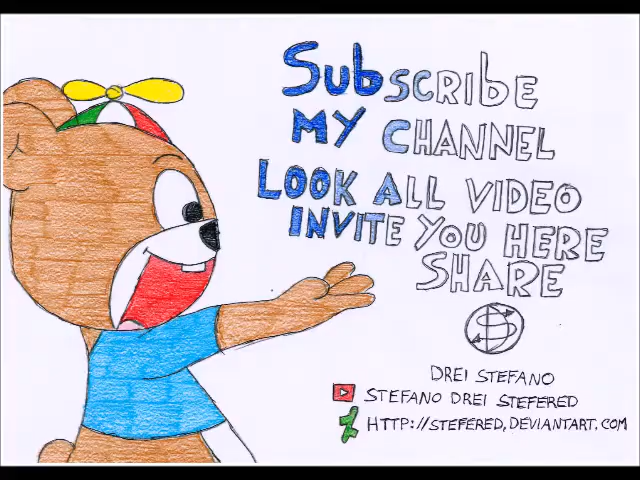 SUbSCRIbE
MY CHANNEL
LOOK ALL VIDEO
INVITE YOU HERE
SHARE
DREI STEFANO
STEFANO DREI STEFERED
HTTP://STEFERED.DEVIANTART.COM